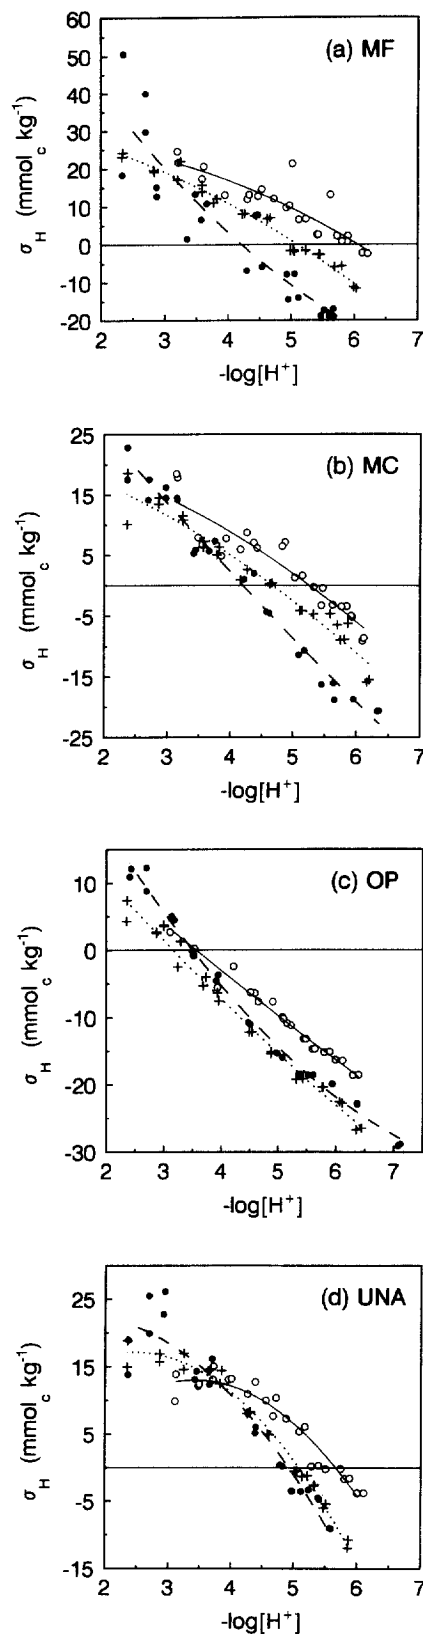 (a) MF
60
50
40
30
20
10
0
-10
-20
σH (mmolc kg-1)
2 3 4 5 6 7
-log[H+]
(b) MC
25
15
5
-5
-15
-25
σH (mmolc kg-1)
2 3 4 5 6 7
-log[H+]
(c) OP
10
0
-10
-20
-30
σH (mmolc kg-1)
2 3 4 5 6 7
-log[H+]
(d) UNA
25
15
5
-5
-15
σH (mmolc kg-1)
2 3 4 5 6 7
-log[H+]